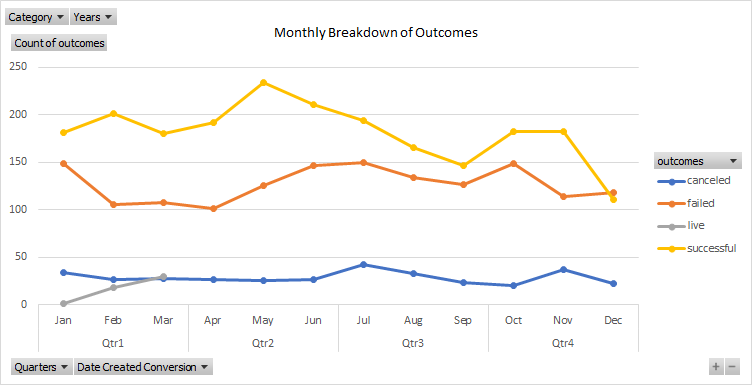 Category Years
Monthly Breakdown of Outcomes
Count of outcomes
250
200
150
100
50
0
outcomes
canceled
failed
live
successful
Jan Feb Mar Apr May Jun Jul Aug Sep Oct Nov Dec
Qtr1 Qtr2 Qtr3 Qtr4
Quarters Date Created Conversion + −